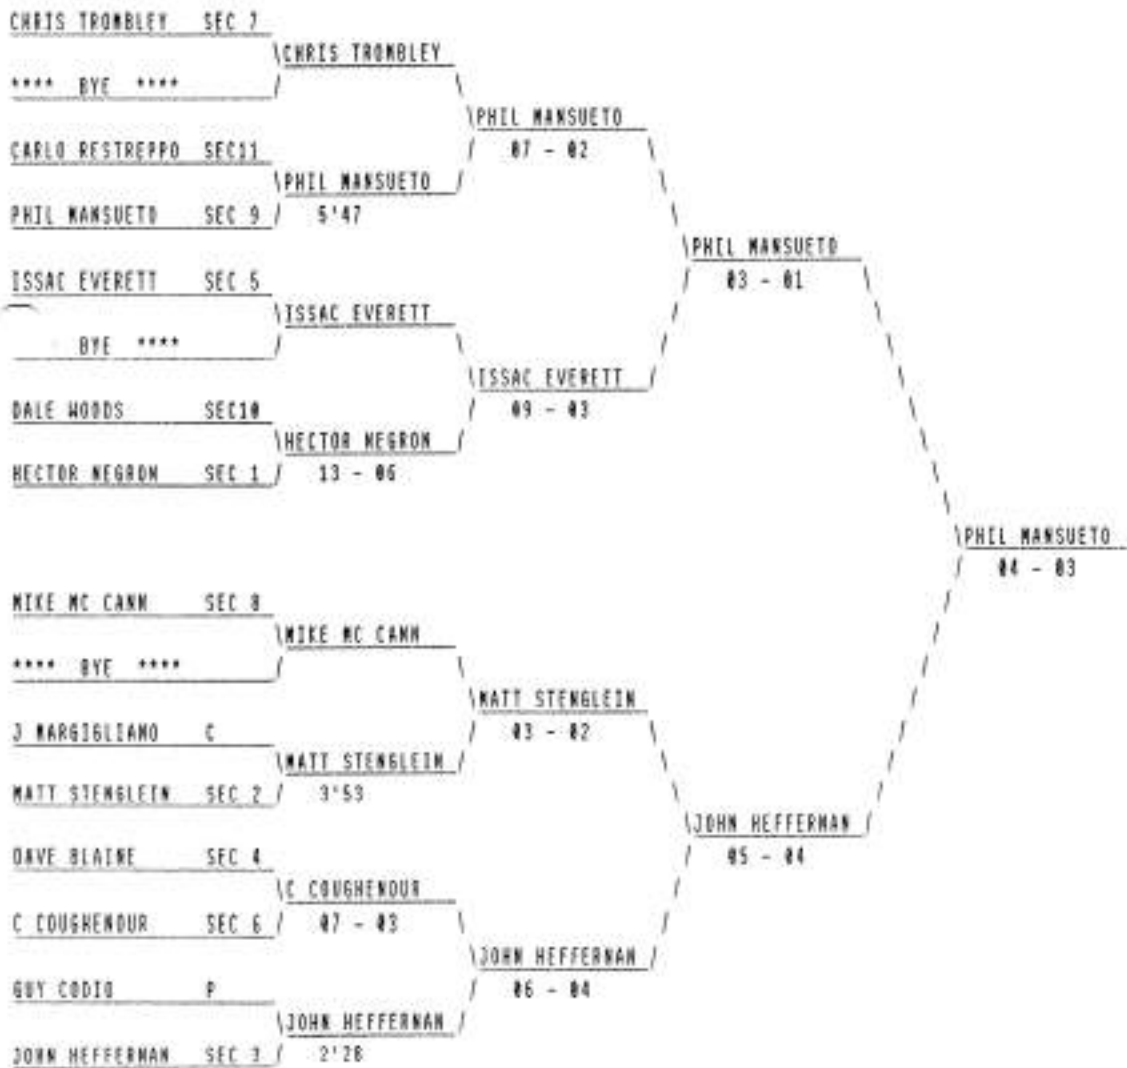 CHRIS TROMBLEY SEC 7
CHRIS TROMBLEY
**** BYE ****
PHIL MANSUETO
07 - 02
CARLO RESTREPPO SEC11
PHIL MANSUETO
PHIL MANSUETO SEC 9 5'47
PHIL MANSUETO
ISSAC EVERETT SEC 5 03 - 01
ISSAC EVERETT
BYE ****
ISSAC EVERETT
DALE WOODS SEC10 09 - 03
HECTOR NEGRON
HECTOR NEGRON SEC 1 13 - 06
PHIL MANSUETO
04 - 03
MIKE MC CANN SEC 8
MIKE MC CANN
**** BYE ****
MATT STENGLEIN
J MARGIGLIANO C 03 - 02
MATT STENGLEIN
MATT STENGLEIN SEC 2 3'53
JOHN HEFFERNAN
DAVE BLAINE SEC 4 05 - 04
C COUGHENOUR
C COUGHENOUR SEC 6 07 - 03
JOHN HEFFERNAN
GUY CODIO P 06 - 04
JOHN HEFFERNAN
JOHN HEFFERNAN SEC 3 2'28